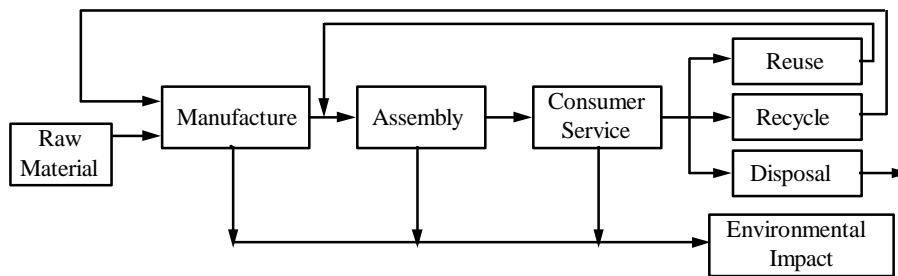 Raw
Material
Manufacture
Assembly
Consumer
Service
Reuse
Recycle
Disposal
Environmental
Impact